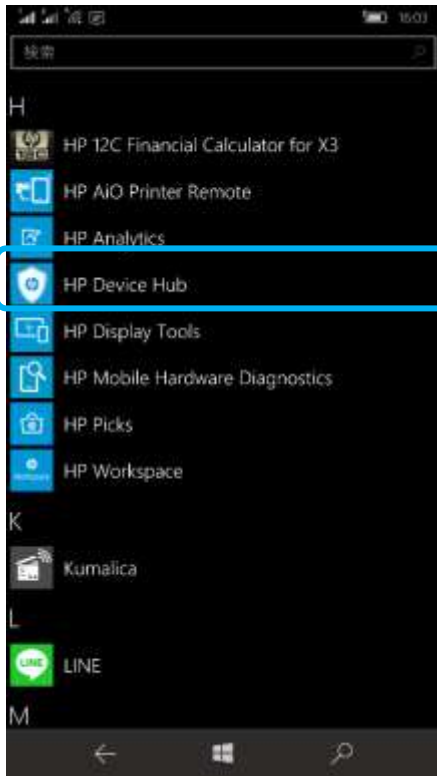 16:03
検索
H
HP 12C Financial Calculator for X3
HP AiO Printer Remote
HP Analytics
HP Device Hub
HP Display Tools
HP Mobile Hardware Diagnostics
HP Picks
HP Workspace
K
Kumalica
L
LINE
LINE
M